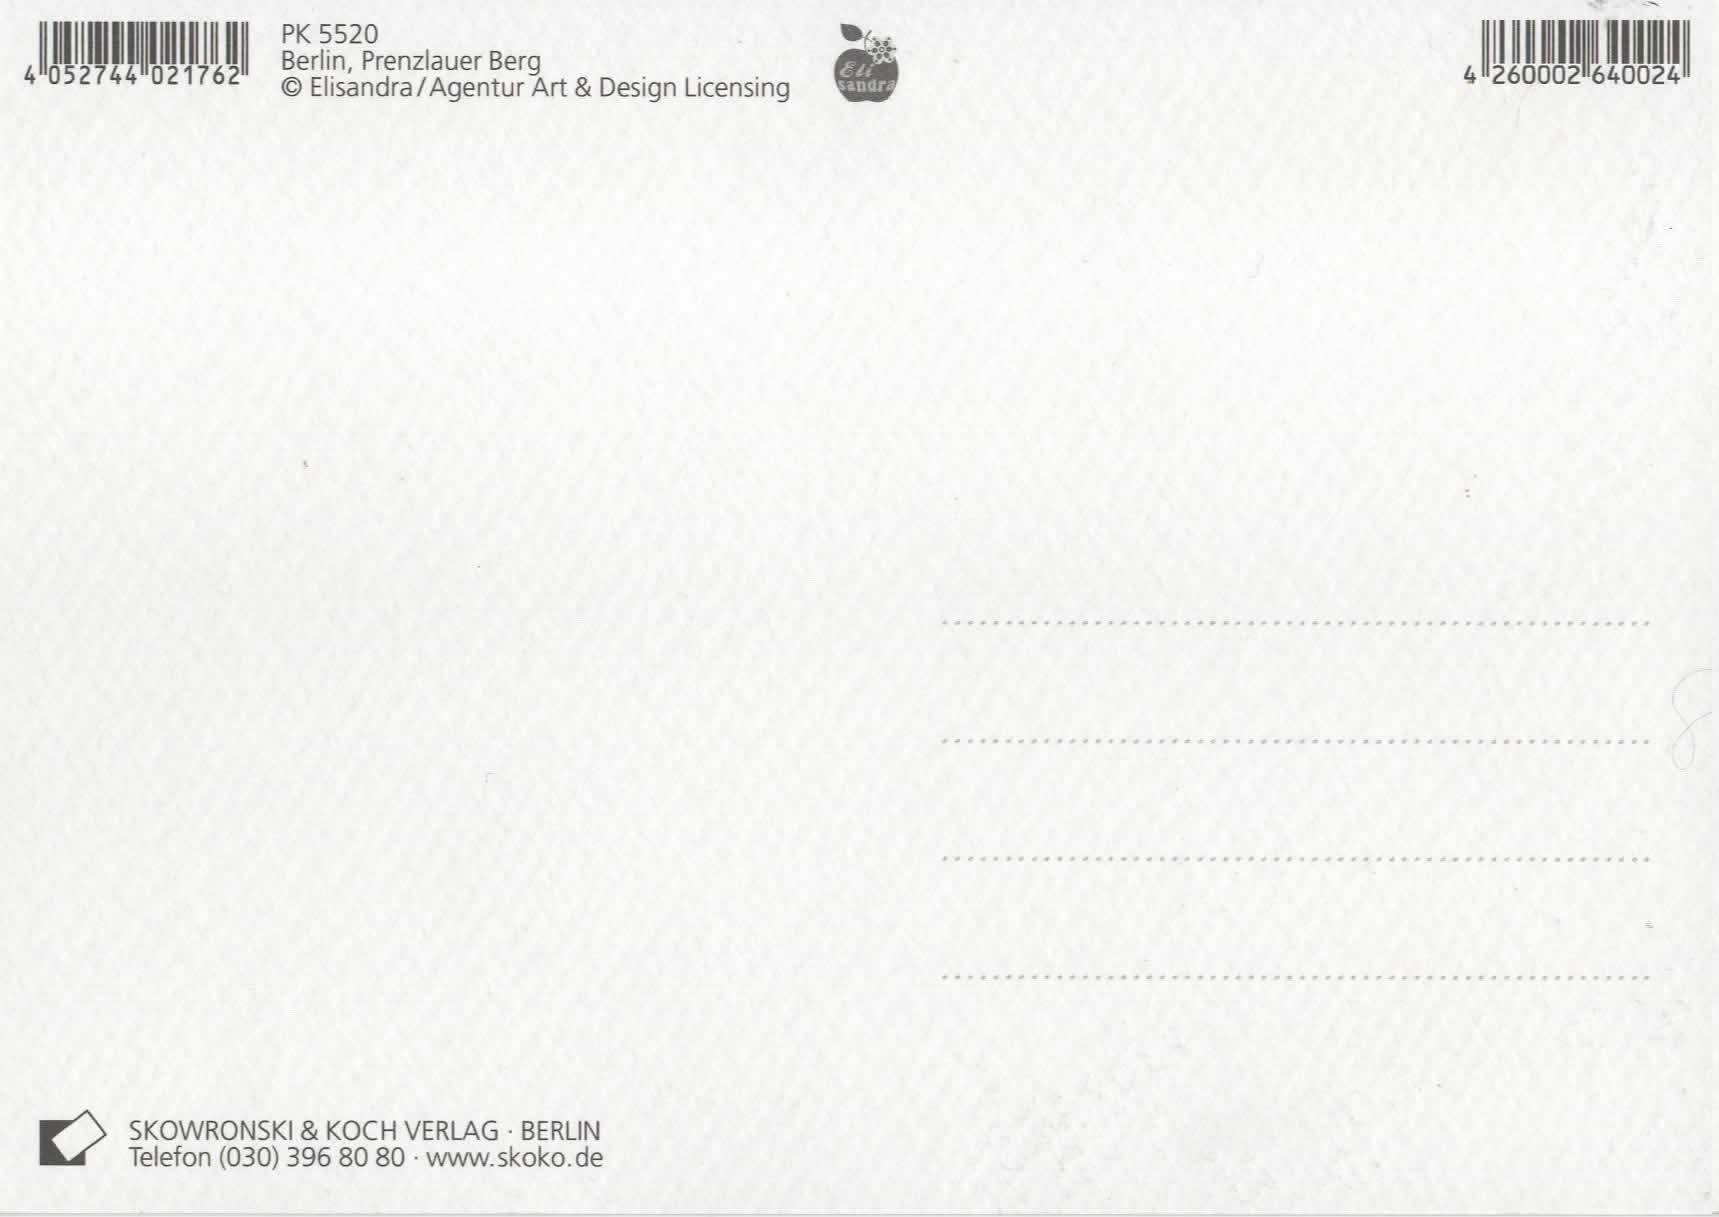 4 052744 021762
PK 5520
Berlin, Prenzlauer Berg
© Elisandra/Agentur Art & Design Licensing
Eli
sandra
4 260002 640024
8
SKOWRONSKI & KOCH VERLAG · BERLIN
Telefon (030) 396 80 80 · www.skoko.de